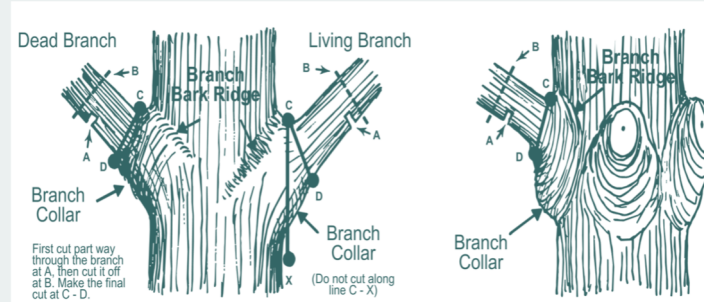 Dead Branch
Living Branch
B
Branch
Bark Ridge
B
C
C
A
A
D
D
Branch
Collar
Branch
Collar
First cut part way
through the branch
at A, then cut it off
at B. Make the final
cut at C - D.
X
(Do not cut along
line C - X)
B
Branch
Bark Ridge
C
A
D
Branch
Collar